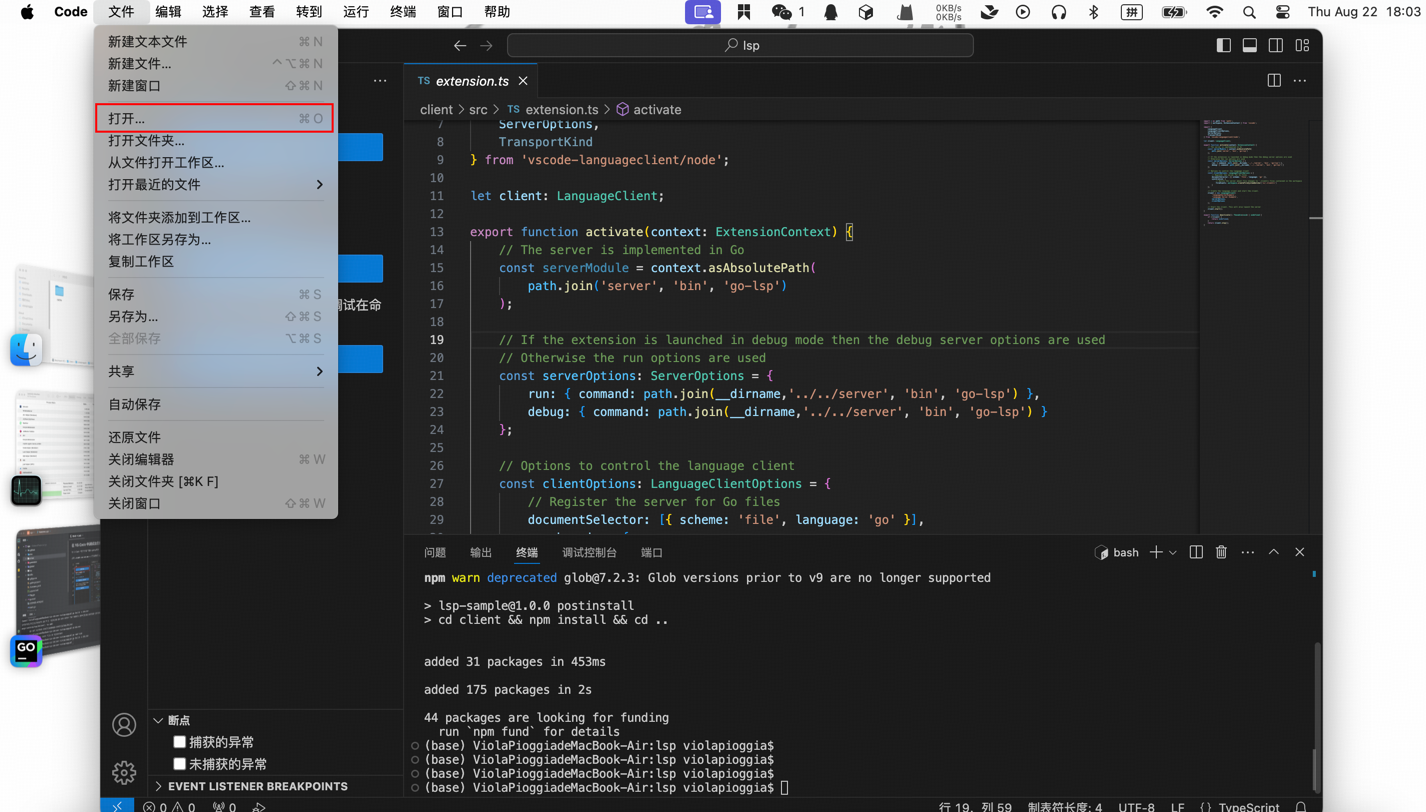 Code 文件 编辑 选择 查看 转到 运行 终端 窗口 帮助 1 0KB/s 0KB/s 拼 Thu Aug 22 18:03
新建文本文件 ⌘ N
新建文件... ⌃⌥⌘ N
新建窗口 ⇧⌘ N
打开... ⌘ O
打开文件夹...
从文件打开工作区...
打开最近的文件
将文件夹添加到工作区...
将工作区另存为...
复制工作区
保存 ⌘ S
另存为... ⇧⌘ S
全部保存 ⌥⌘ S
共享
自动保存
还原文件
关闭编辑器 ⌘ W
关闭文件夹 [⌘K F]
关闭窗口 ⇧⌘ W
调试在命
GO
断点
捕获的异常
未捕获的异常
EVENT LISTENER BREAKPOINTS
lsp
TS extension.ts
client > src > TS extension.ts > activate
7 ServerOptions,
8 TransportKind
9 } from 'vscode-languageclient/node';
10
11 let client: LanguageClient;
12
13 export function activate(context: ExtensionContext) {
14 // The server is implemented in Go
15 const serverModule = context.asAbsolutePath(
16 path.join('server', 'bin', 'go-lsp')
17 );
18
19 // If the extension is launched in debug mode then the debug server options are used
20 // Otherwise the run options are used
21 const serverOptions: ServerOptions = {
22 run: { command: path.join(__dirname,'../../server', 'bin', 'go-lsp') },
23 debug: { command: path.join(__dirname,'../../server', 'bin', 'go-lsp') }
24 };
25
26 // Options to control the language client
27 const clientOptions: LanguageClientOptions = {
28 // Register the server for Go files
29 documentSelector: [{ scheme: 'file', language: 'go' }],
问题 输出 终端 调试控制台 端口 bash
npm warn deprecated glob@7.2.3: Glob versions prior to v9 are no longer supported
> lsp-sample@1.0.0 postinstall
> cd client && npm install && cd ..
added 31 packages in 453ms
added 175 packages in 2s
44 packages are looking for funding
run `npm fund` for details
(base) ViolaPioggiadeMacBook-Air:lsp violapioggia$
(base) ViolaPioggiadeMacBook-Air:lsp violapioggia$
(base) ViolaPioggiadeMacBook-Air:lsp violapioggia$
(base) ViolaPioggiadeMacBook-Air:lsp violapioggia$
0 0 0 行 19，列 59 制表符长度: 4 UTF-8 LF {} TypeScript